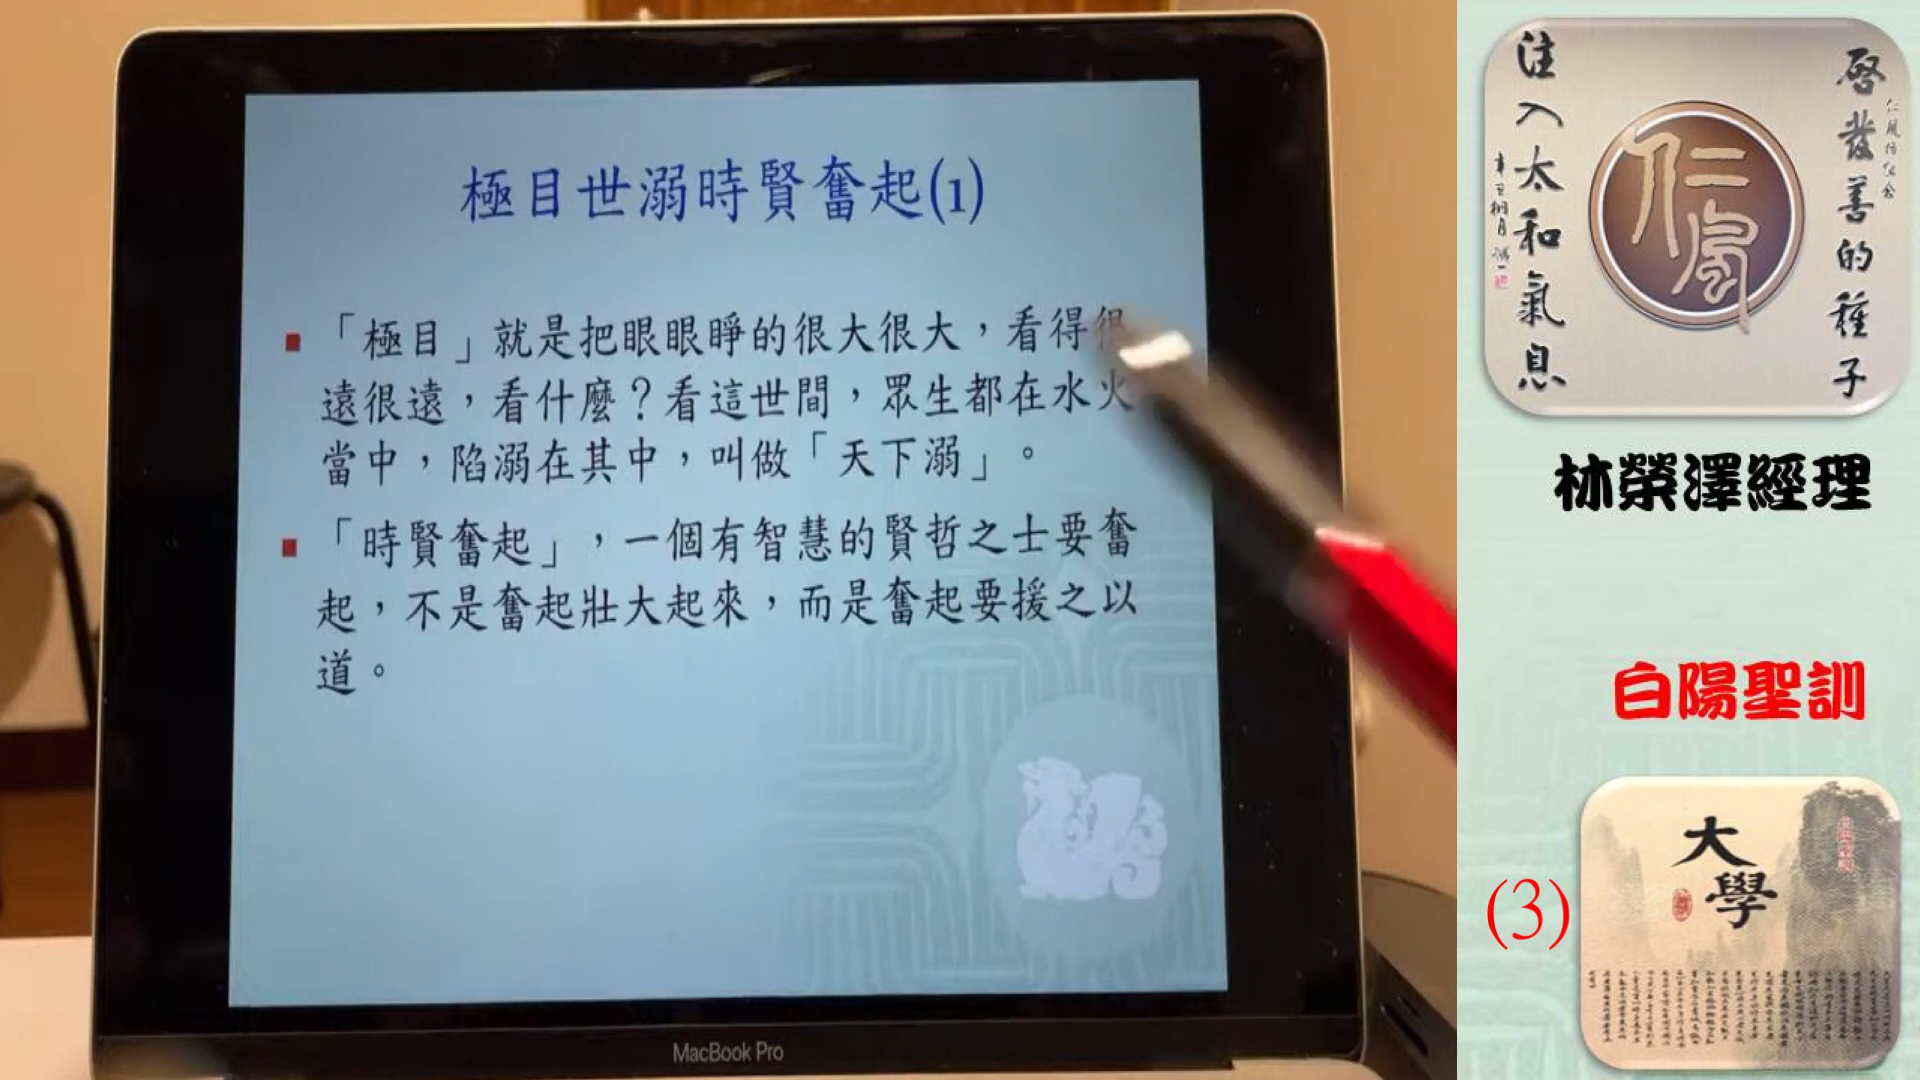 極目世溺時賢奮起(1)
「極目」就是把眼眼睜的很大很大，看得很
遠很遠，看什麼？看這世間，眾生都在水火
當中，陷溺在其中，叫做「天下溺」。
「時賢奮起」，一個有智慧的賢哲之士要奮
起，不是奮起壯大起來，而是奮起要援之以
道。
MacBook Pro
啓發善的種子
注入太和氣息
仁風
林榮澤經理
白陽聖訓
(3)
大學